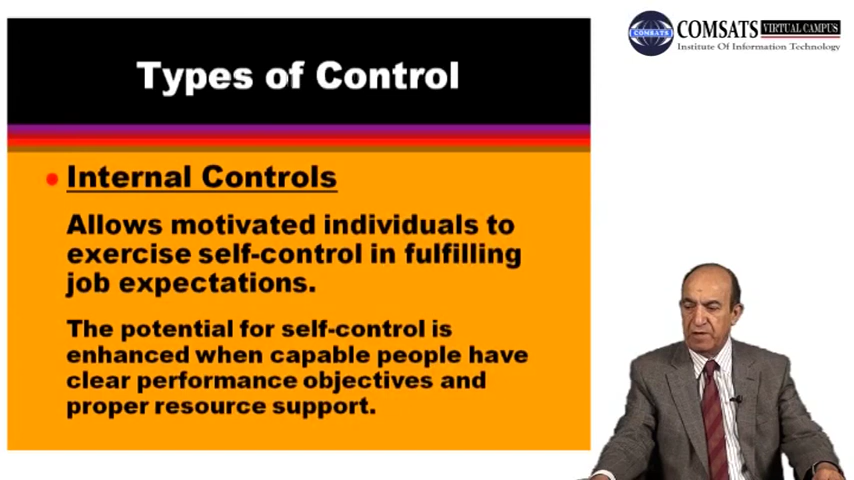 Types of Control
COMSATS VIRTUAL CAMPUS
COMSATS
Institute Of Information Technology
Internal Controls
Allows motivated individuals to
exercise self-control in fulfilling
job expectations.
The potential for self-control is
enhanced when capable people have
clear performance objectives and
proper resource support.